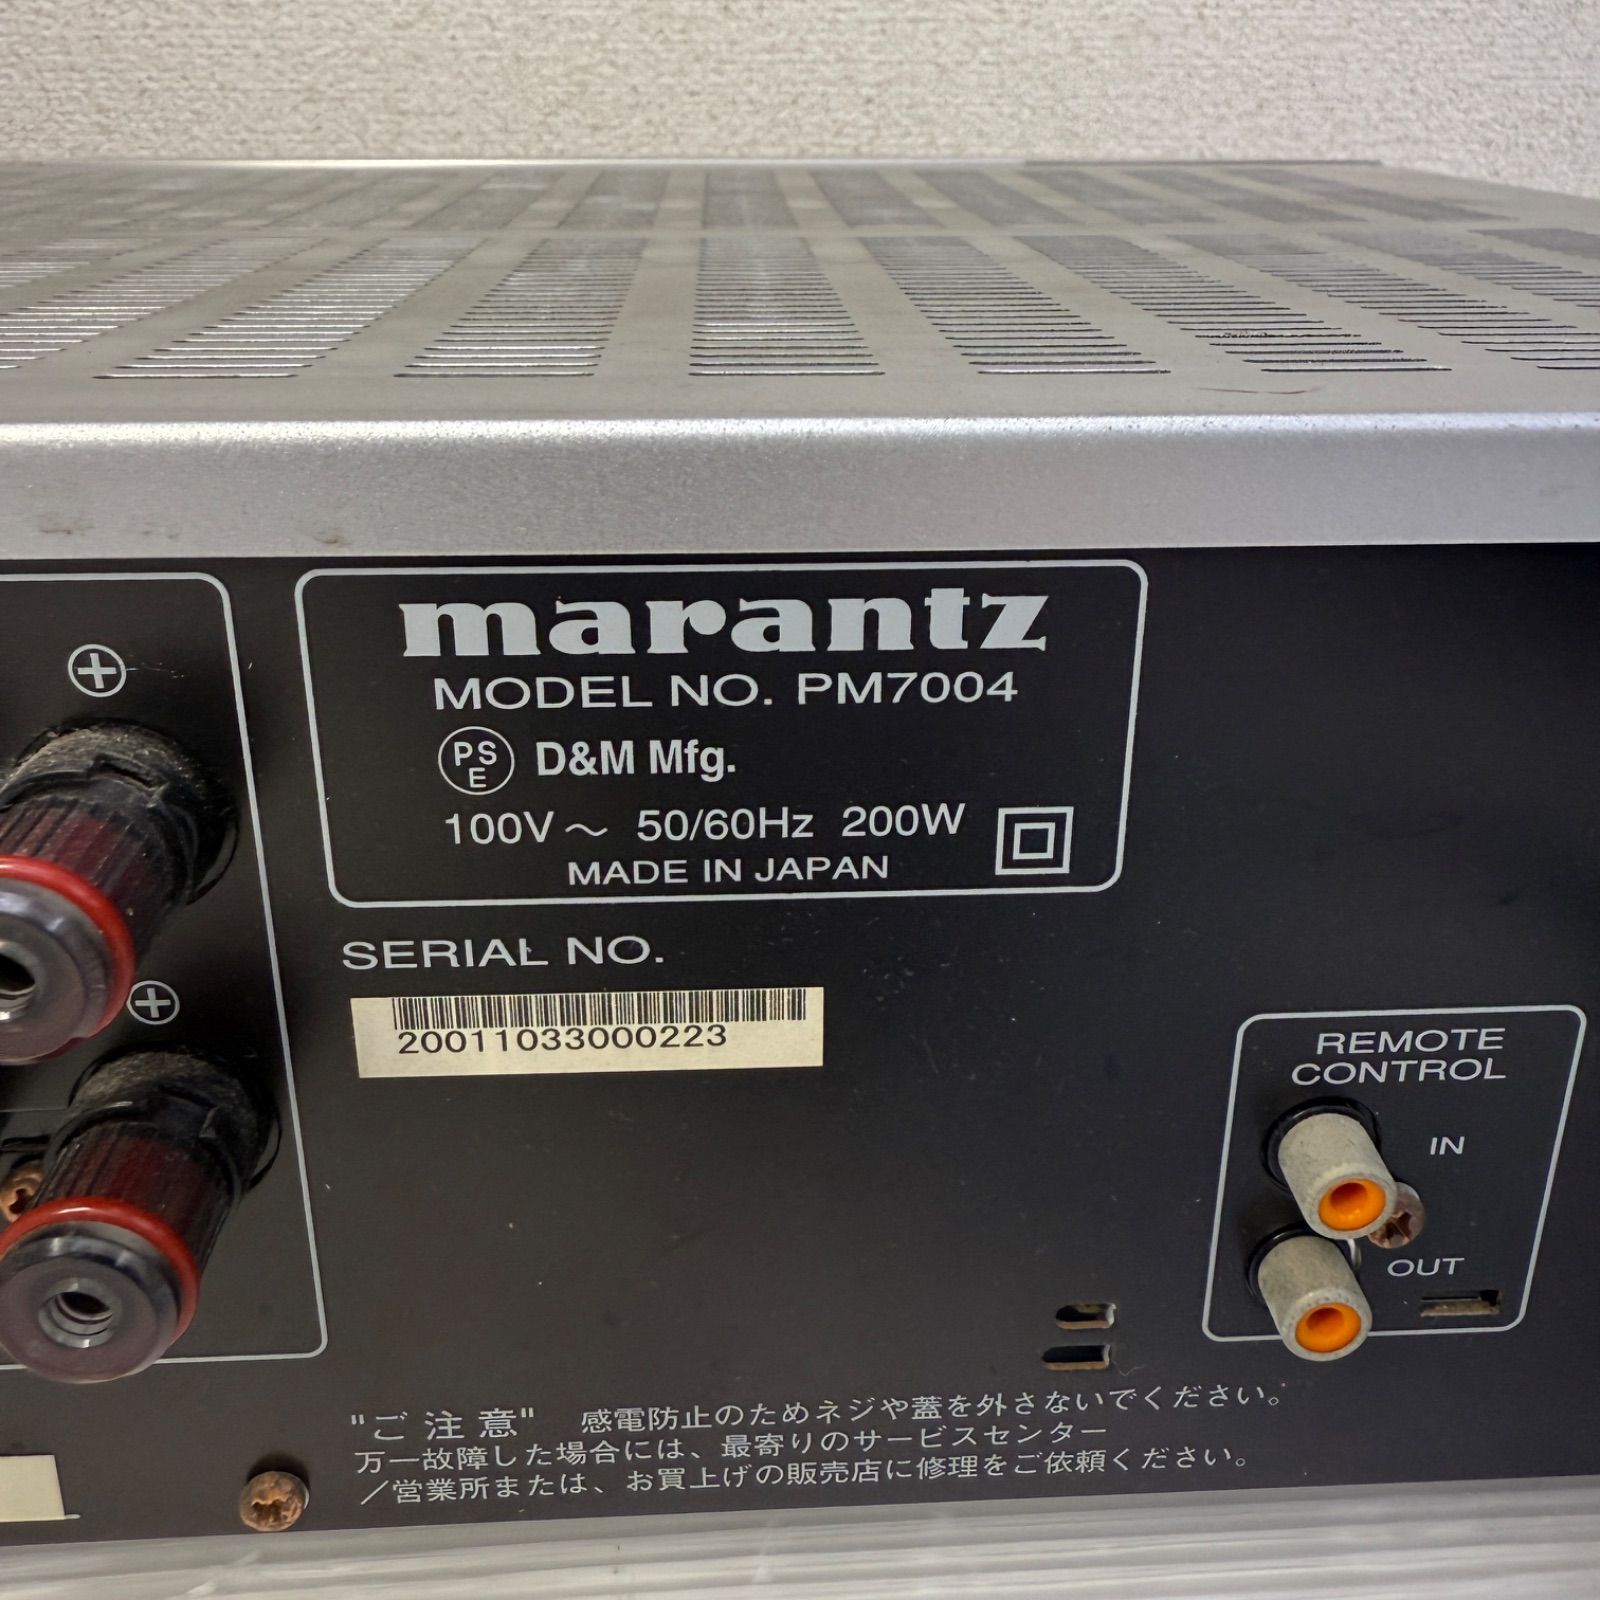 marantz
MODEL NO. PM7004
PSE D&M Mfg.
100V ～ 50/60Hz 200W
MADE IN JAPAN
SERIAL NO.
20011033000223
REMOTE
CONTROL
IN
OUT
"ご注意" 感電防止のためネジや蓋を外さないでください。
万一故障した場合には、最寄りのサービスセンター
／営業所または、お買上げの販売店に修理をご依頼ください。